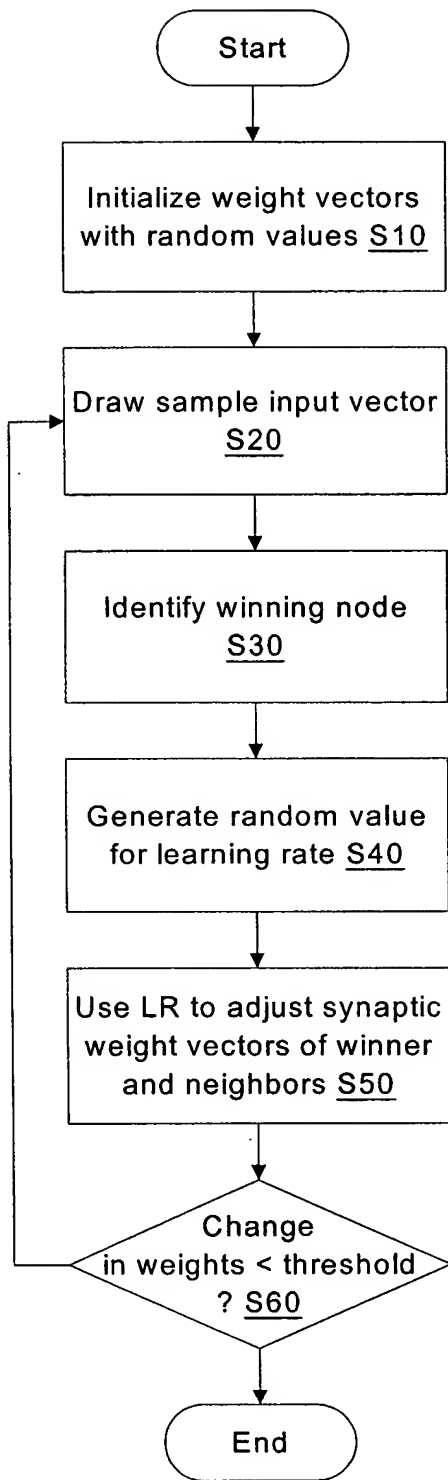 Start
Initialize weight vectors
with random values S10
Draw sample input vector
S20
Identify winning node
S30
Generate random value
for learning rate S40
Use LR to adjust synaptic
weight vectors of winner
and neighbors S50
Change
in weights < threshold
? S60
End